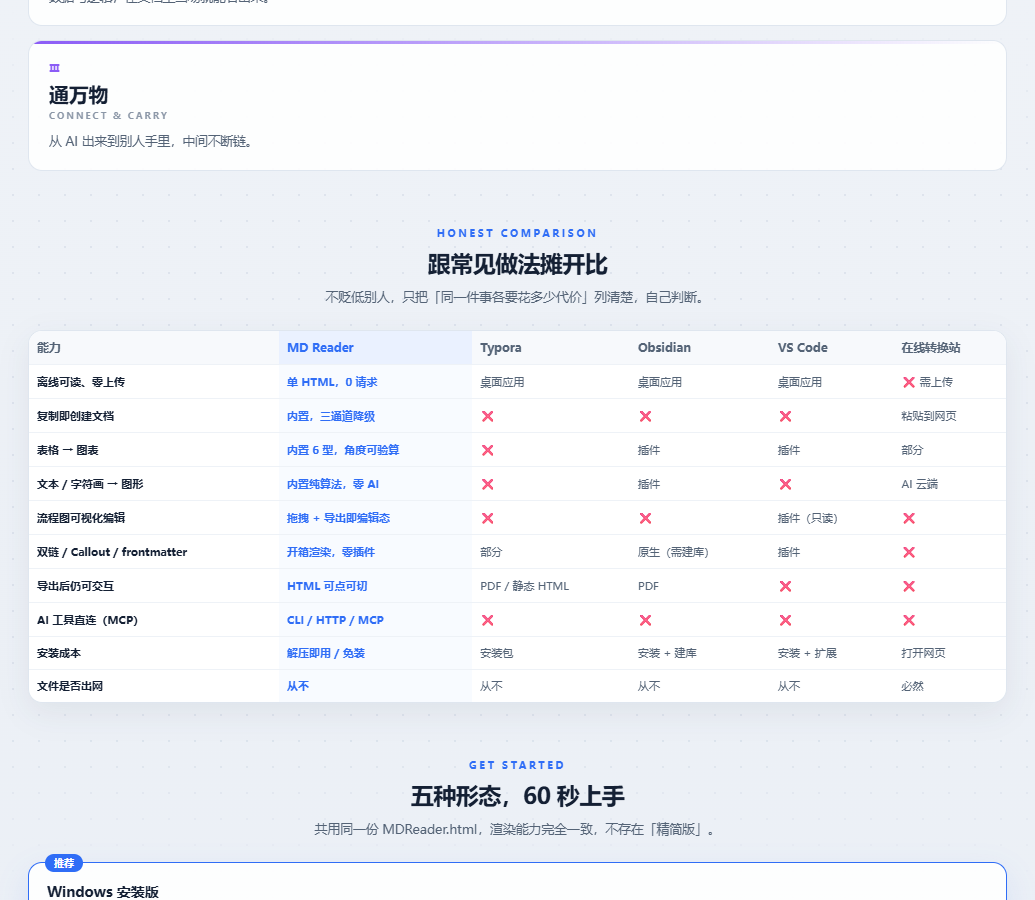 III
通万物
CONNECT & CARRY
从 AI 出来到别人手里，中间不断链。
HONEST COMPARISON
跟常见做法摊开比
不贬低别人，只把「同一件事各要花多少代价」列清楚，自己判断。
能力 MD Reader Typora Obsidian VS Code 在线转换站
离线可读、零上传 单 HTML，0 请求 桌面应用 桌面应用 桌面应用 ❌ 需上传
复制即创建文档 内置，三通道降级 ❌ ❌ ❌ 粘贴到网页
表格 → 图表 内置 6 型，角度可验算 ❌ 插件 插件 部分
文本 / 字符画 → 图形 内置纯算法，零 AI ❌ 插件 ❌ AI 云端
流程图可视化编辑 拖拽 + 导出即编辑态 ❌ ❌ 插件（只读） ❌
双链 / Callout / frontmatter 开箱渲染，零插件 部分 原生（需建库） 插件 ❌
导出后仍可交互 HTML 可点可切 PDF / 静态 HTML PDF ❌ ❌
AI 工具直连（MCP） CLI / HTTP / MCP ❌ ❌ ❌ ❌
安装成本 解压即用 / 免装 安装包 安装 + 建库 安装 + 扩展 打开网页
文件是否出网 从不 从不 从不 从不 必然
GET STARTED
五种形态，60 秒上手
共用同一份 MDReader.html，渲染能力完全一致，不存在「精简版」。
推荐
Windows 安装版